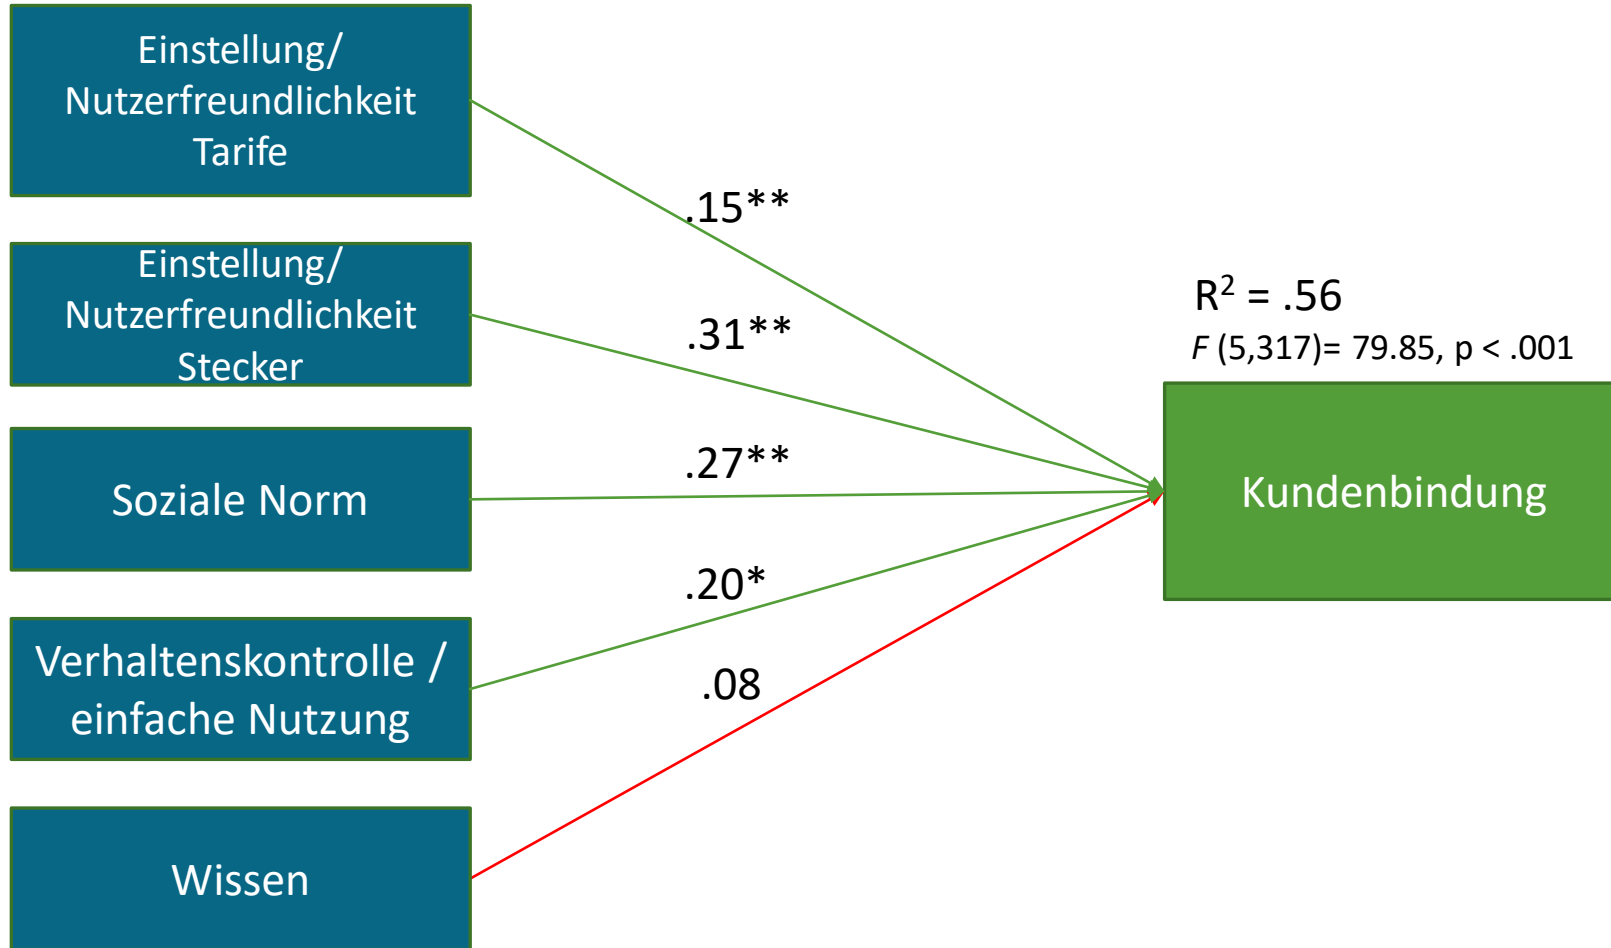 Einstellung/
Nutzerfreundlichkeit
Tarife
.15**
Einstellung/
Nutzerfreundlichkeit
Stecker
.31**
R² = .56
F (5,317)= 79.85, p < .001
Soziale Norm
.27**
Kundenbindung
.20*
Verhaltenskontrolle /
einfache Nutzung
.08
Wissen